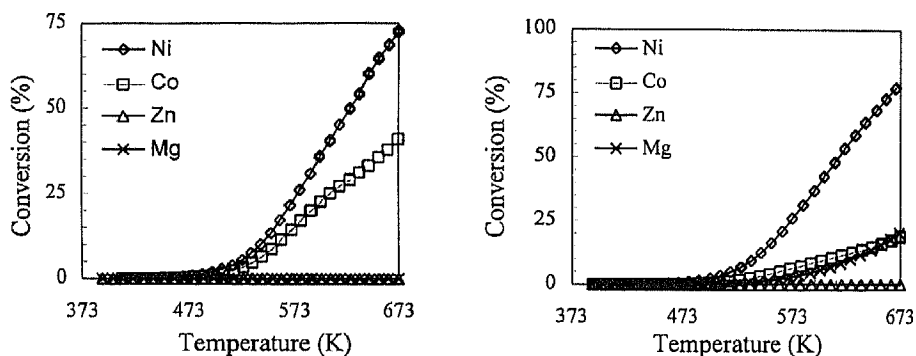 75
50
25
0
Conversion (%)
Ni
Co
Zn
Mg
373
473
573
673
Temperature (K)
100
75
50
25
0
Conversion (%)
Ni
Co
Zn
Mg
373
473
573
673
Temperature (K)